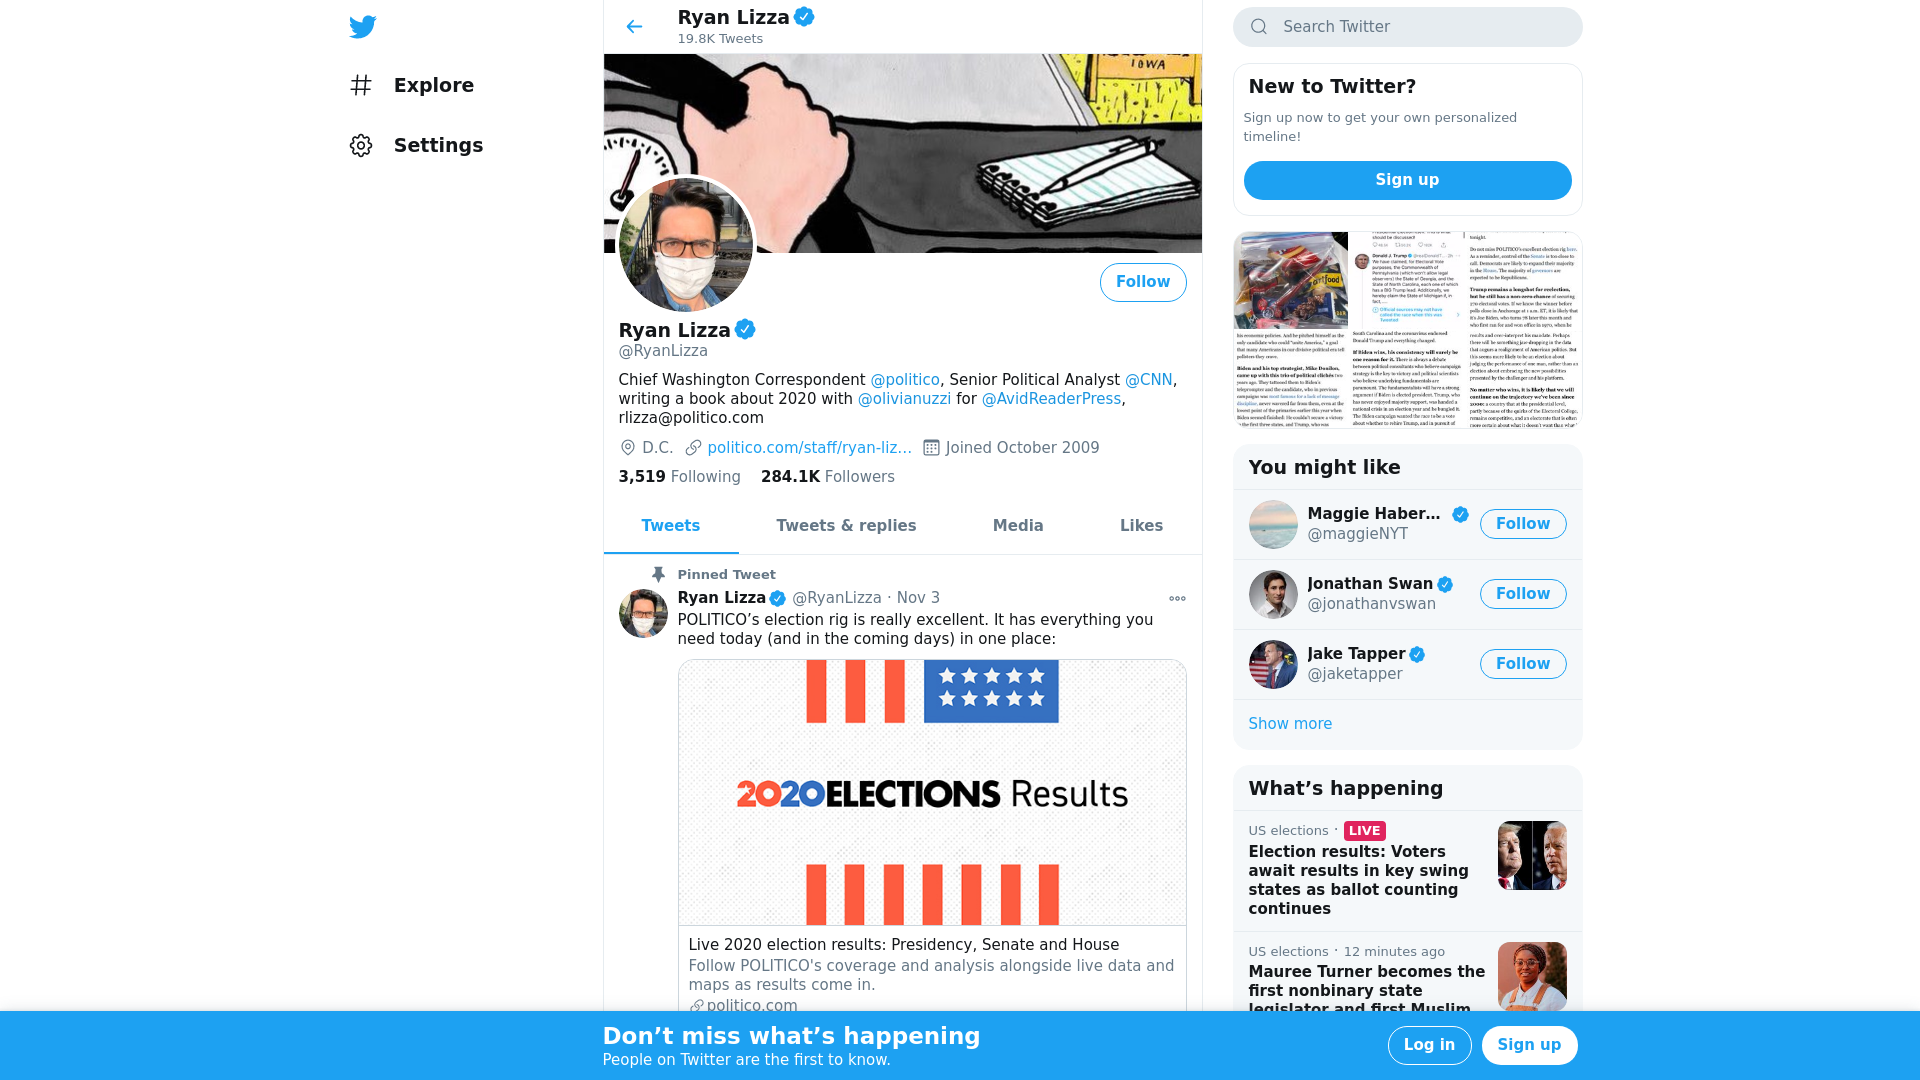 Explore
Settings
Ryan Lizza
19.8K Tweets
IOWA
Follow
Ryan Lizza
@RyanLizza
Chief Washington Correspondent @politico, Senior Political Analyst @CNN,
writing a book about 2020 with @olivianuzzi for @AvidReaderPress,
rlizza@politico.com
D.C. politico.com/staff/ryan-liz… Joined October 2009
3,519 Following 284.1K Followers
Tweets Tweets & replies Media Likes
Pinned Tweet
Ryan Lizza @RyanLizza · Nov 3
POLITICO’s election rig is really excellent. It has everything you
need today (and in the coming days) in one place:
2020ELECTIONS Results
Live 2020 election results: Presidency, Senate and House
Follow POLITICO's coverage and analysis alongside live data and
maps as results come in.
politico.com
Search Twitter
New to Twitter?
Sign up now to get your own personalized
timeline!
Sign up
You might like
Maggie Haber…
@maggieNYT
Follow
Jonathan Swan
@jonathanvswan
Follow
Jake Tapper
@jaketapper
Follow
Show more
What’s happening
US elections · LIVE
Election results: Voters
await results in key swing
states as ballot counting
continues
US elections · 12 minutes ago
Mauree Turner becomes the
first nonbinary state
legislator and first Muslim
Don’t miss what’s happening
People on Twitter are the first to know.
Log in
Sign up